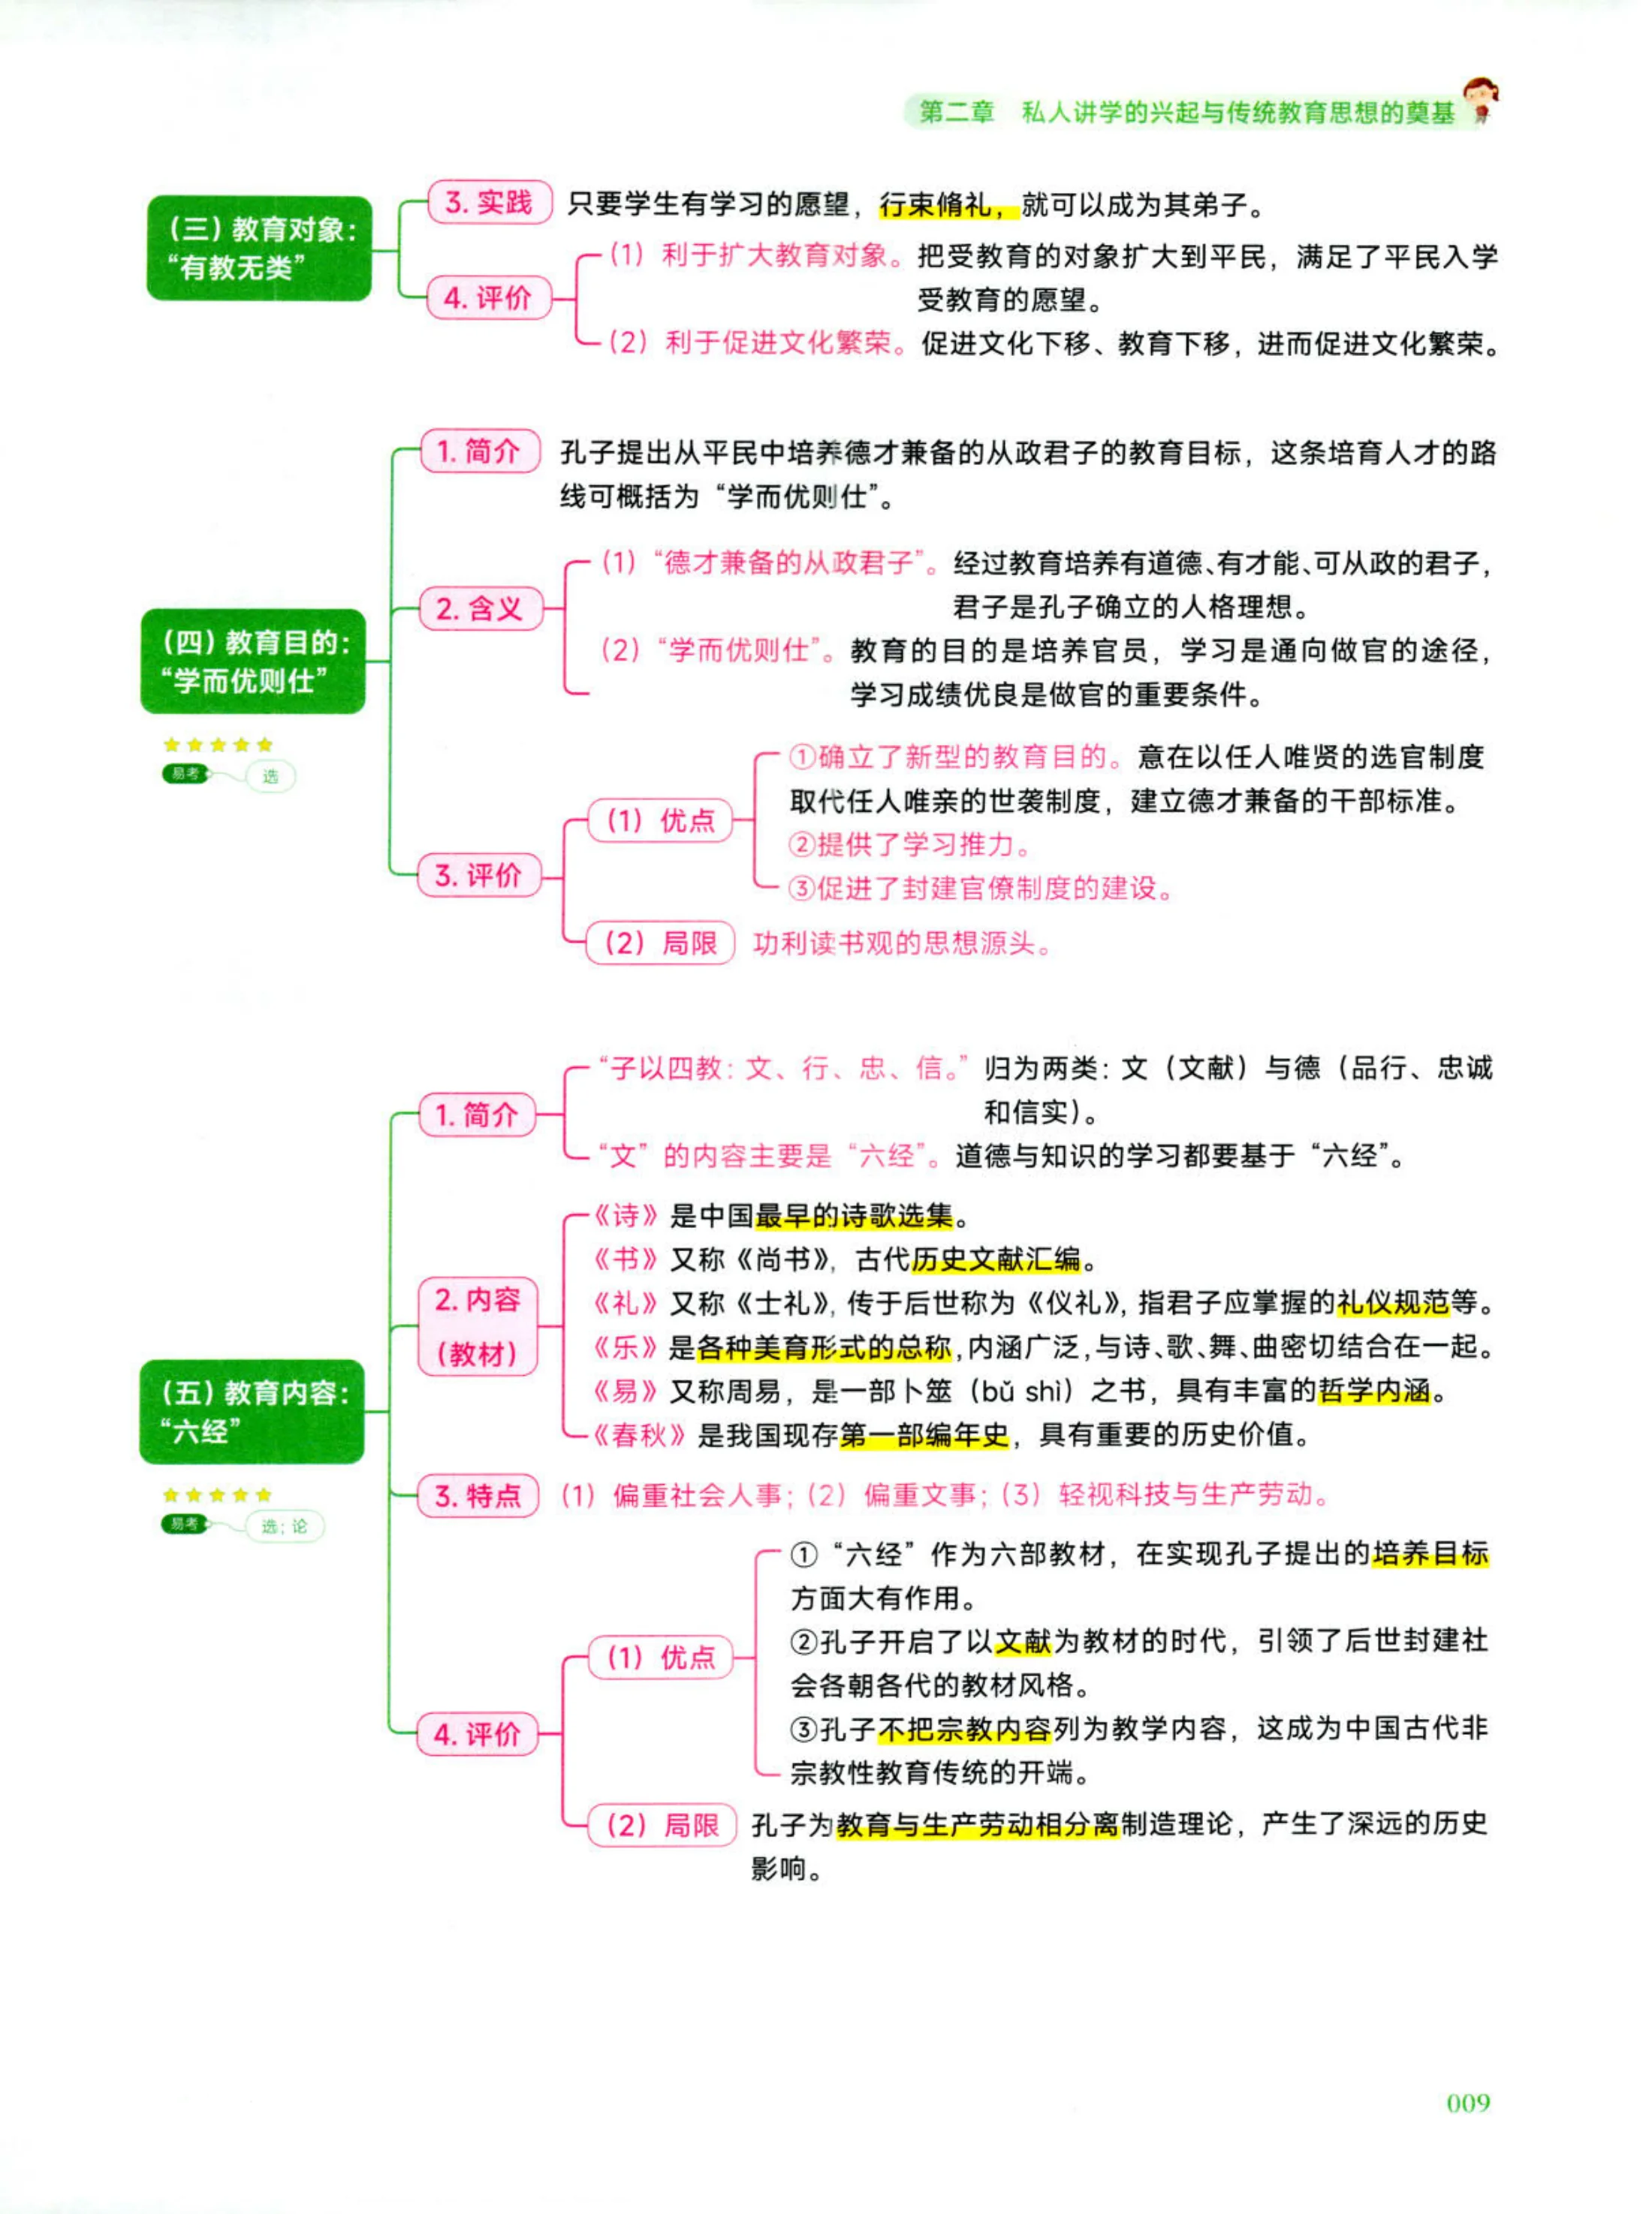 第二章 私人讲学的兴起与传统教育思想的奠基
（三）教育对象：
“有教无类”
3. 实践
只要学生有学习的愿望，行束脩礼，就可以成为其弟子。
4. 评价
（1）利于扩大教育对象。把受教育的对象扩大到平民，满足了平民入学
受教育的愿望。
（2）利于促进文化繁荣。促进文化下移、教育下移，进而促进文化繁荣。
（四）教育目的：
“学而优则仕”
易考
选
1. 简介
孔子提出从平民中培养德才兼备的从政君子的教育目标，这条培育人才的路
线可概括为“学而优则仕”。
2. 含义
（1）“德才兼备的从政君子”。经过教育培养有道德、有才能、可从政的君子，
君子是孔子确立的人格理想。
（2）“学而优则仕”。教育的目的是培养官员，学习是通向做官的途径，
学习成绩优良是做官的重要条件。
3. 评价
（1）优点
①确立了新型的教育目的。意在以任人唯贤的选官制度
取代任人唯亲的世袭制度，建立德才兼备的干部标准。
②提供了学习推力。
③促进了封建官僚制度的建设。
（2）局限
功利读书观的思想源头。
（五）教育内容：
“六经”
易考
选；论
1. 简介
“子以四教：文、行、忠、信。”归为两类：文（文献）与德（品行、忠诚
和信实）。
“文”的内容主要是“六经”。道德与知识的学习都要基于“六经”。
2. 内容
（教材）
《诗》是中国最早的诗歌选集。
《书》又称《尚书》，古代历史文献汇编。
《礼》又称《士礼》，传于后世称为《仪礼》，指君子应掌握的礼仪规范等。
《乐》是各种美育形式的总称，内涵广泛，与诗、歌、舞、曲密切结合在一起。
《易》又称周易，是一部卜筮（bǔ shì）之书，具有丰富的哲学内涵。
《春秋》是我国现存第一部编年史，具有重要的历史价值。
3. 特点
（1）偏重社会人事；（2）偏重文事；（3）轻视科技与生产劳动。
4. 评价
（1）优点
①“六经”作为六部教材，在实现孔子提出的培养目标
方面大有作用。
②孔子开启了以文献为教材的时代，引领了后世封建社
会各朝各代的教材风格。
③孔子不把宗教内容列为教学内容，这成为中国古代非
宗教性教育传统的开端。
（2）局限
孔子为教育与生产劳动相分离制造理论，产生了深远的历史
影响。
009